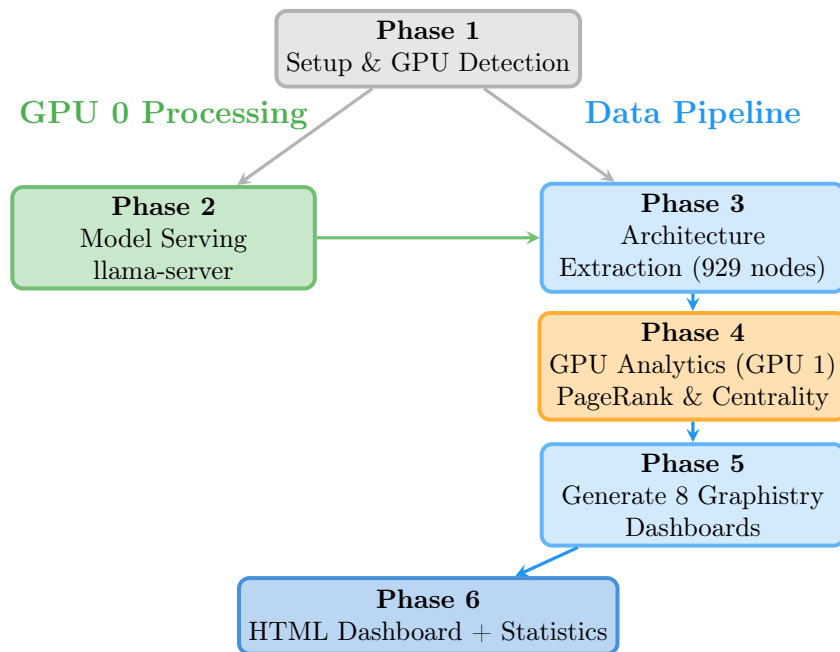 Phase 1
Setup & GPU Detection
GPU 0 Processing
Data Pipeline
Phase 2
Model Serving
llama-server
Phase 3
Architecture
Extraction (929 nodes)
Phase 4
GPU Analytics (GPU 1)
PageRank & Centrality
Phase 5
Generate 8 Graphistry
Dashboards
Phase 6
HTML Dashboard + Statistics